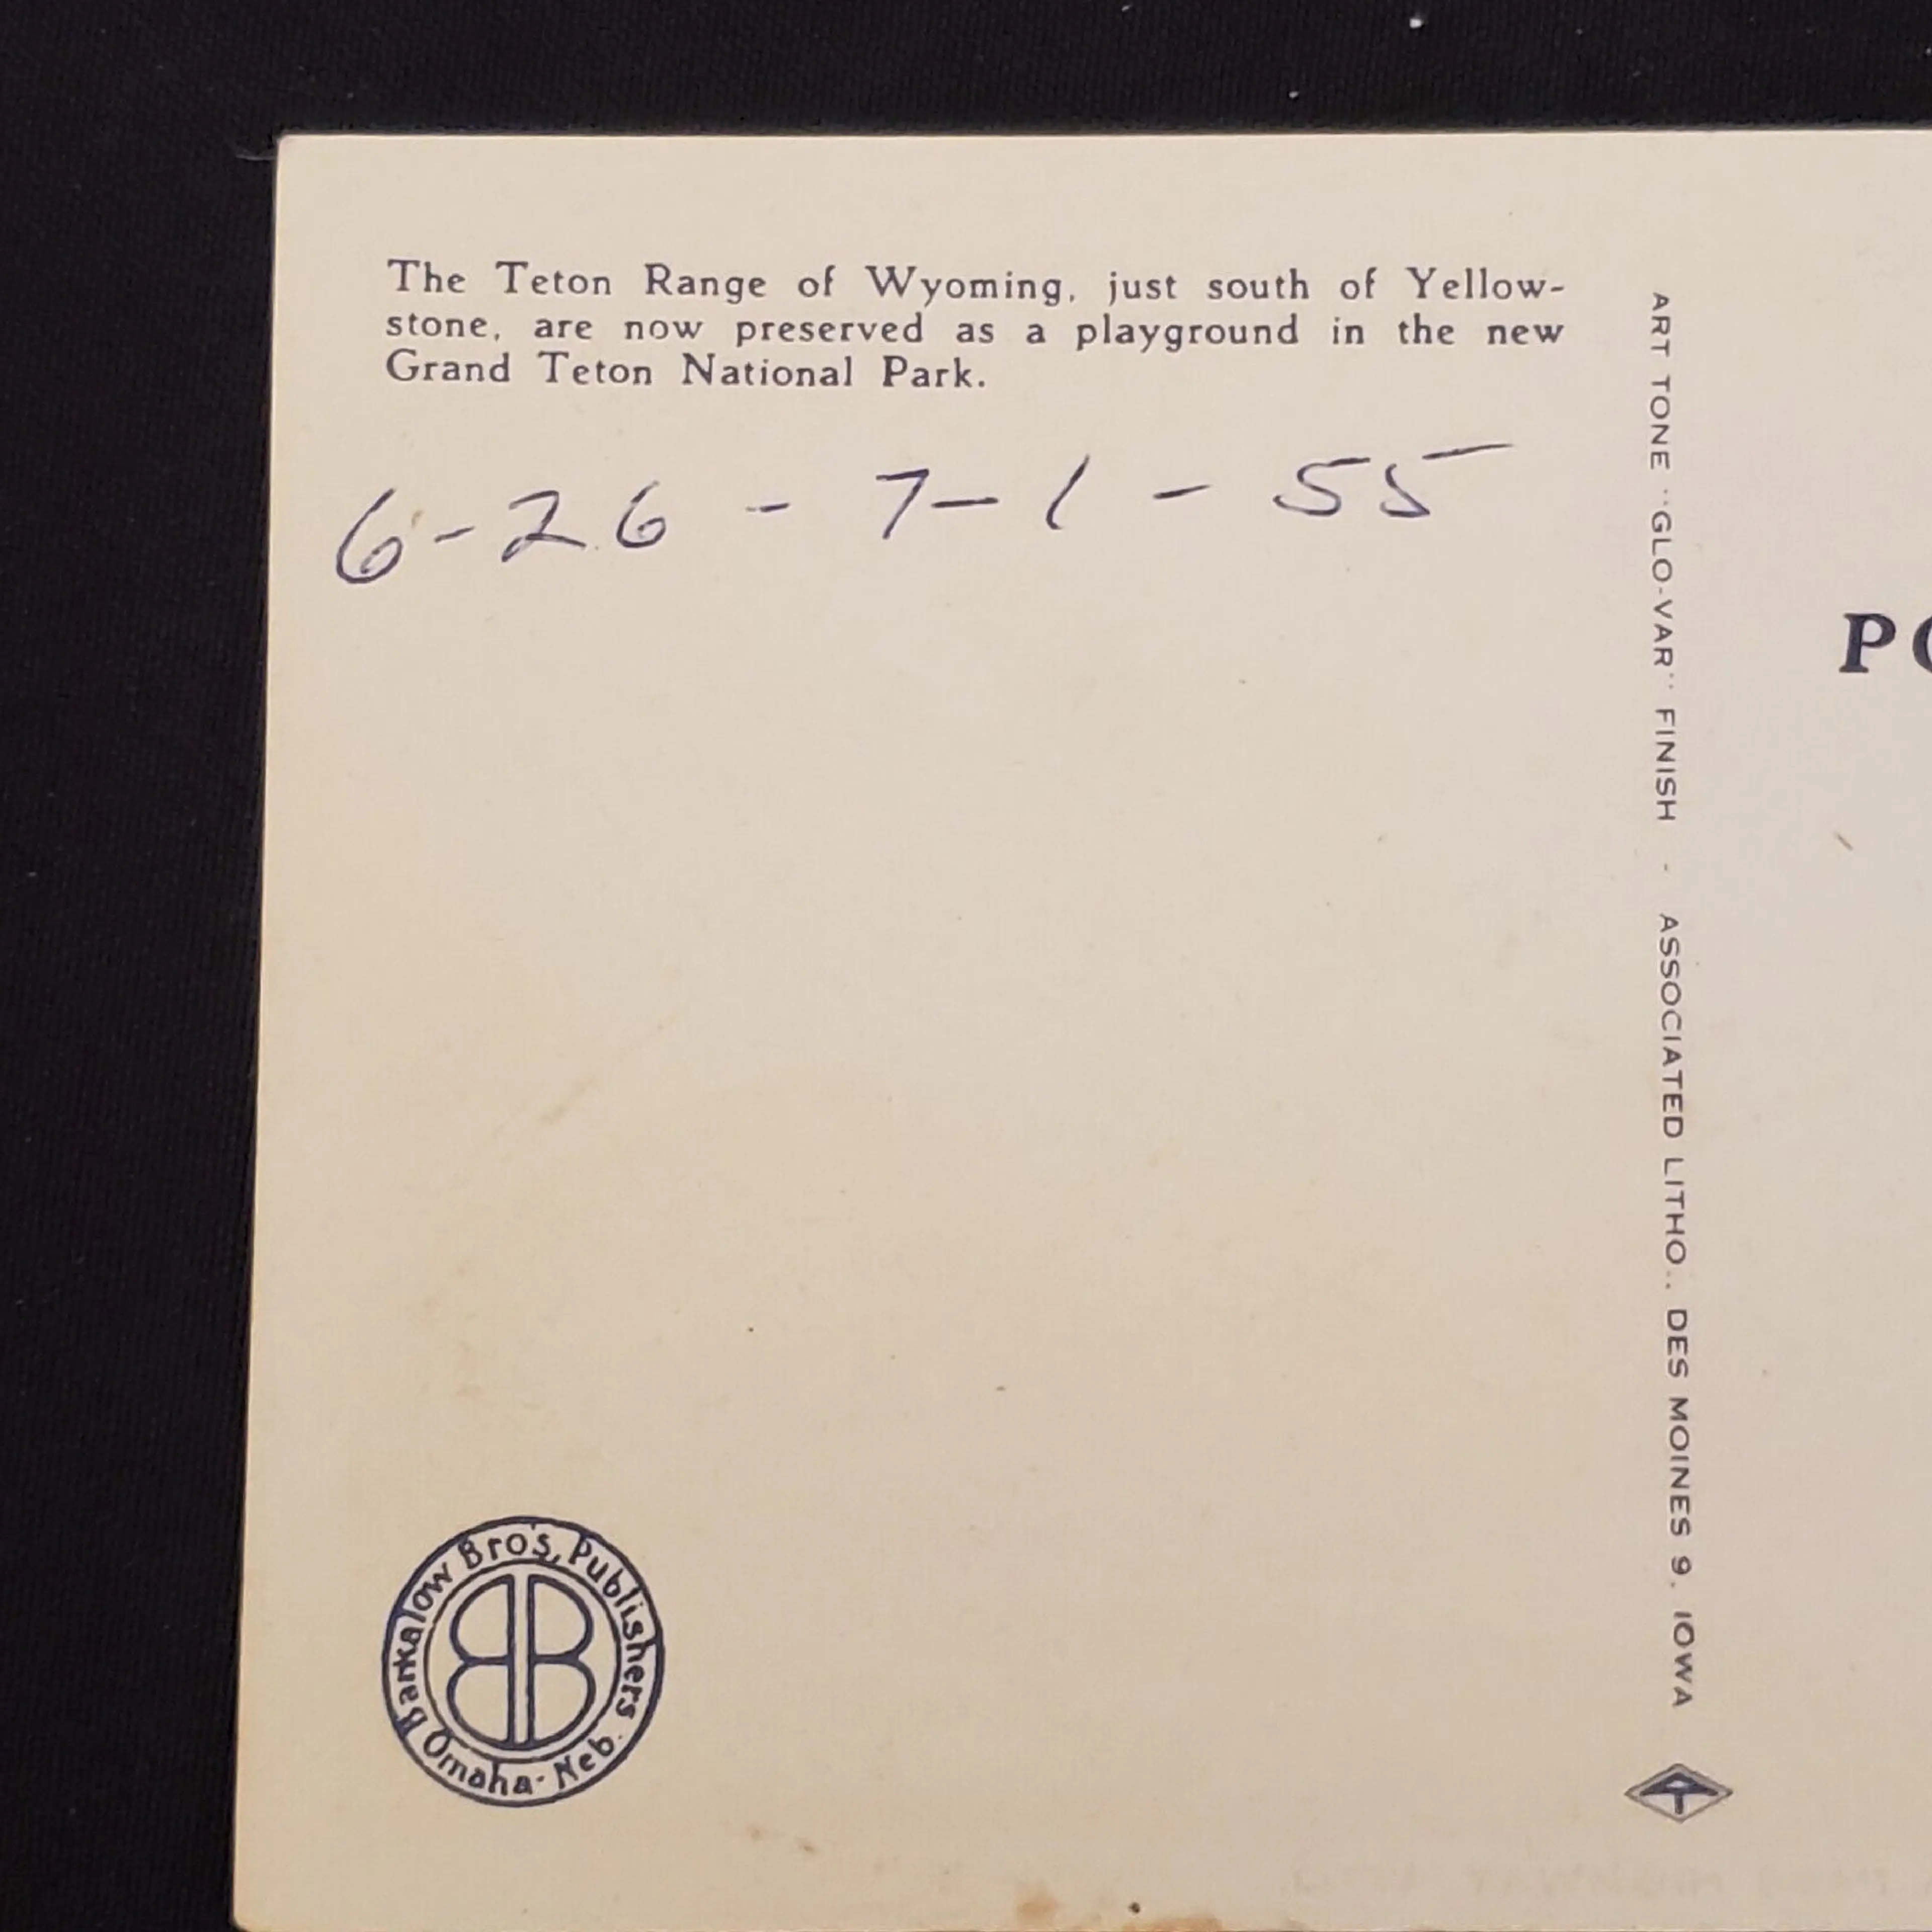 The Teton Range of Wyoming, just south of Yellow-
stone, are now preserved as a playground in the new
Grand Teton National Park.
6-26 - 7-1 - 55
ART TONE "GLO-VAR" FINISH - ASSOCIATED LITHO., DES MOINES 9, IOWA
PO
Barkalow Bro's, Publishers
Omaha - Neb.
BB